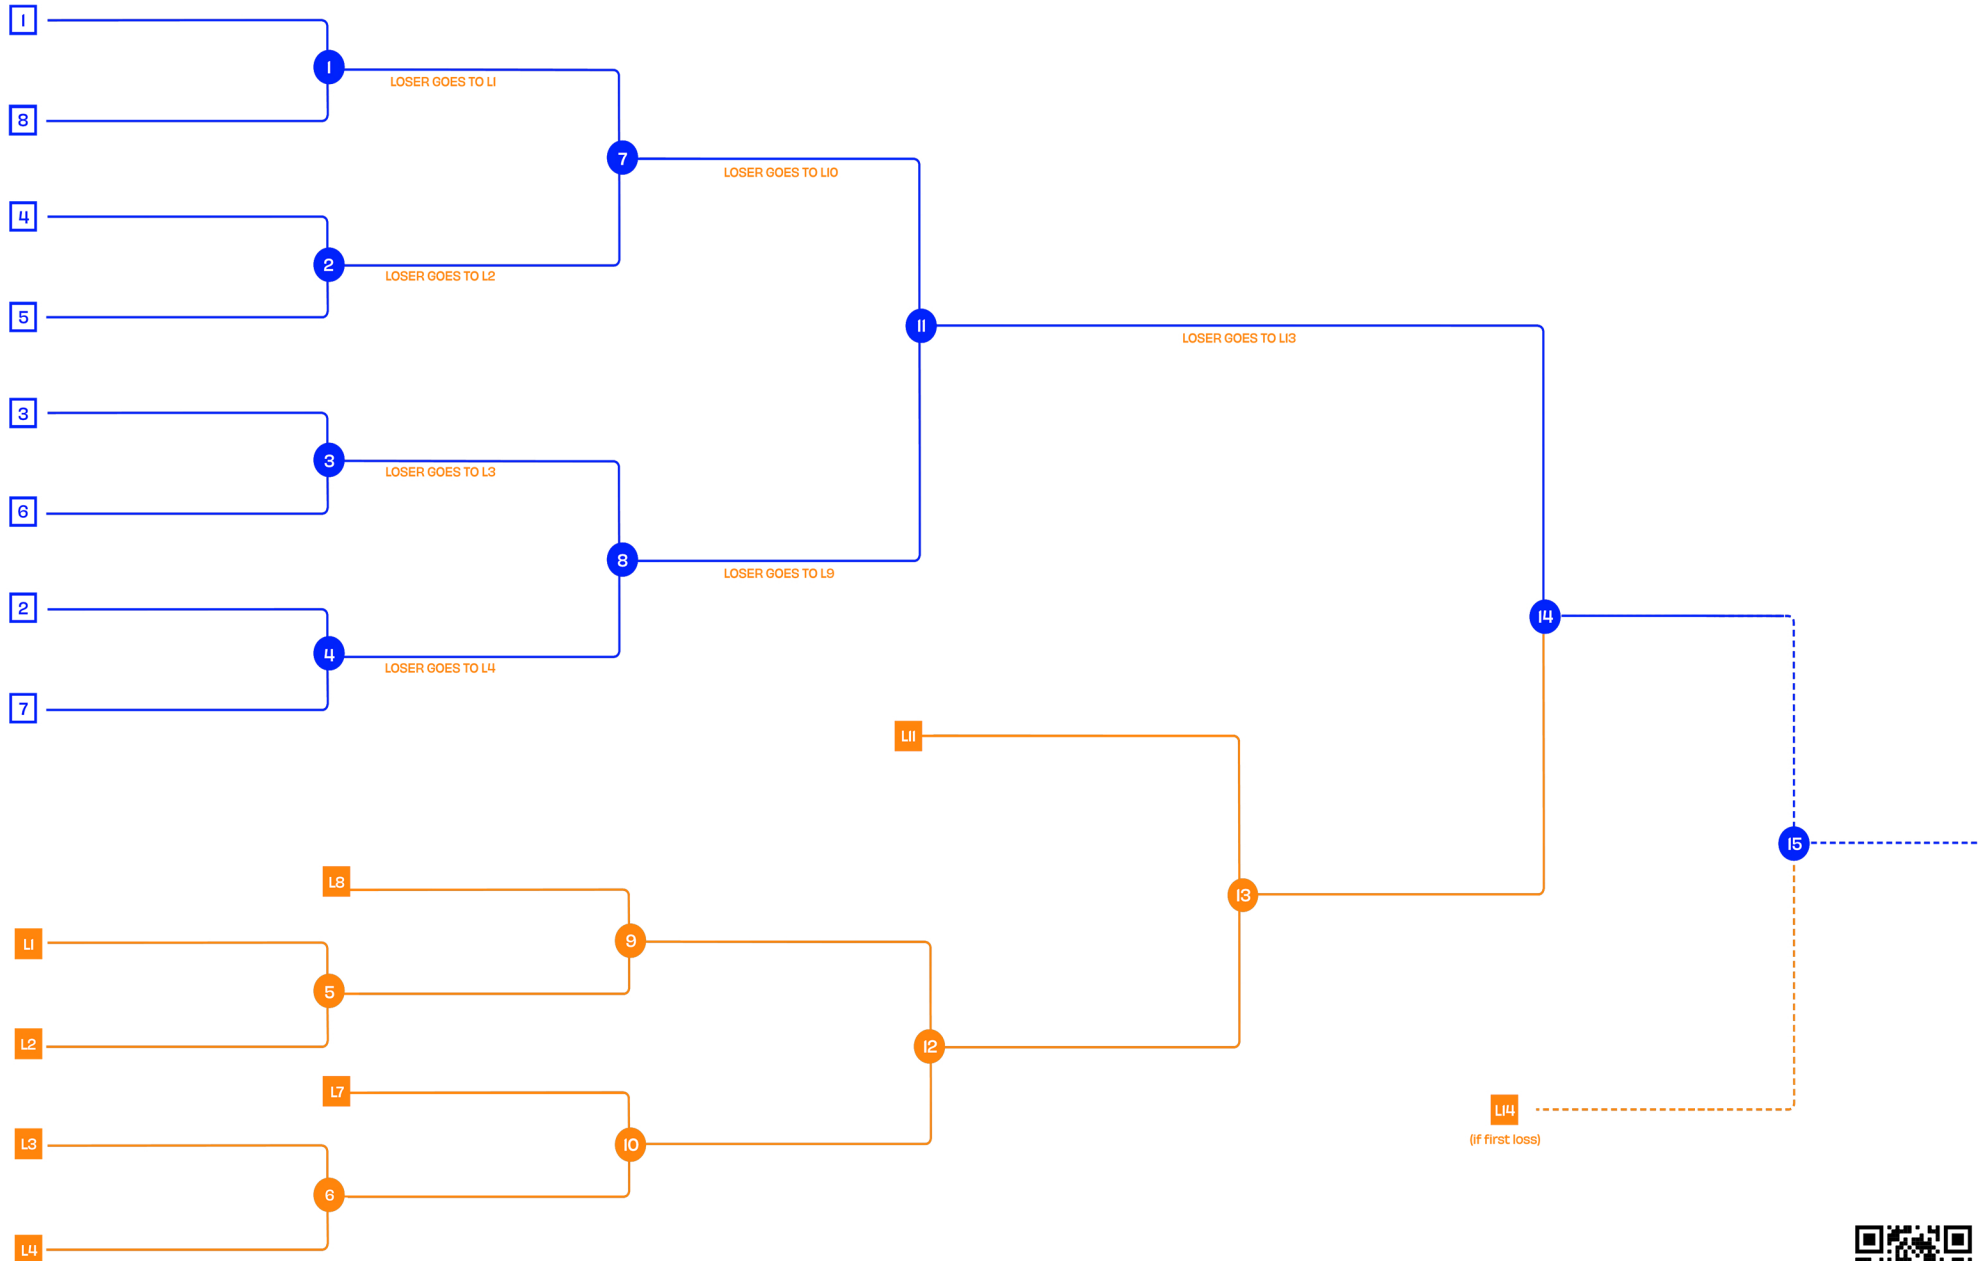 1
1
LOSER GOES TO L1
8
7
LOSER GOES TO L10
4
2
LOSER GOES TO L2
5
11
LOSER GOES TO L13
3
3
LOSER GOES TO L3
6
8
LOSER GOES TO L9
2
14
4
LOSER GOES TO L4
7
L11
15
L8
13
L1
9
5
L2
12
L7
L14
(if first loss)
L3
10
6
L4